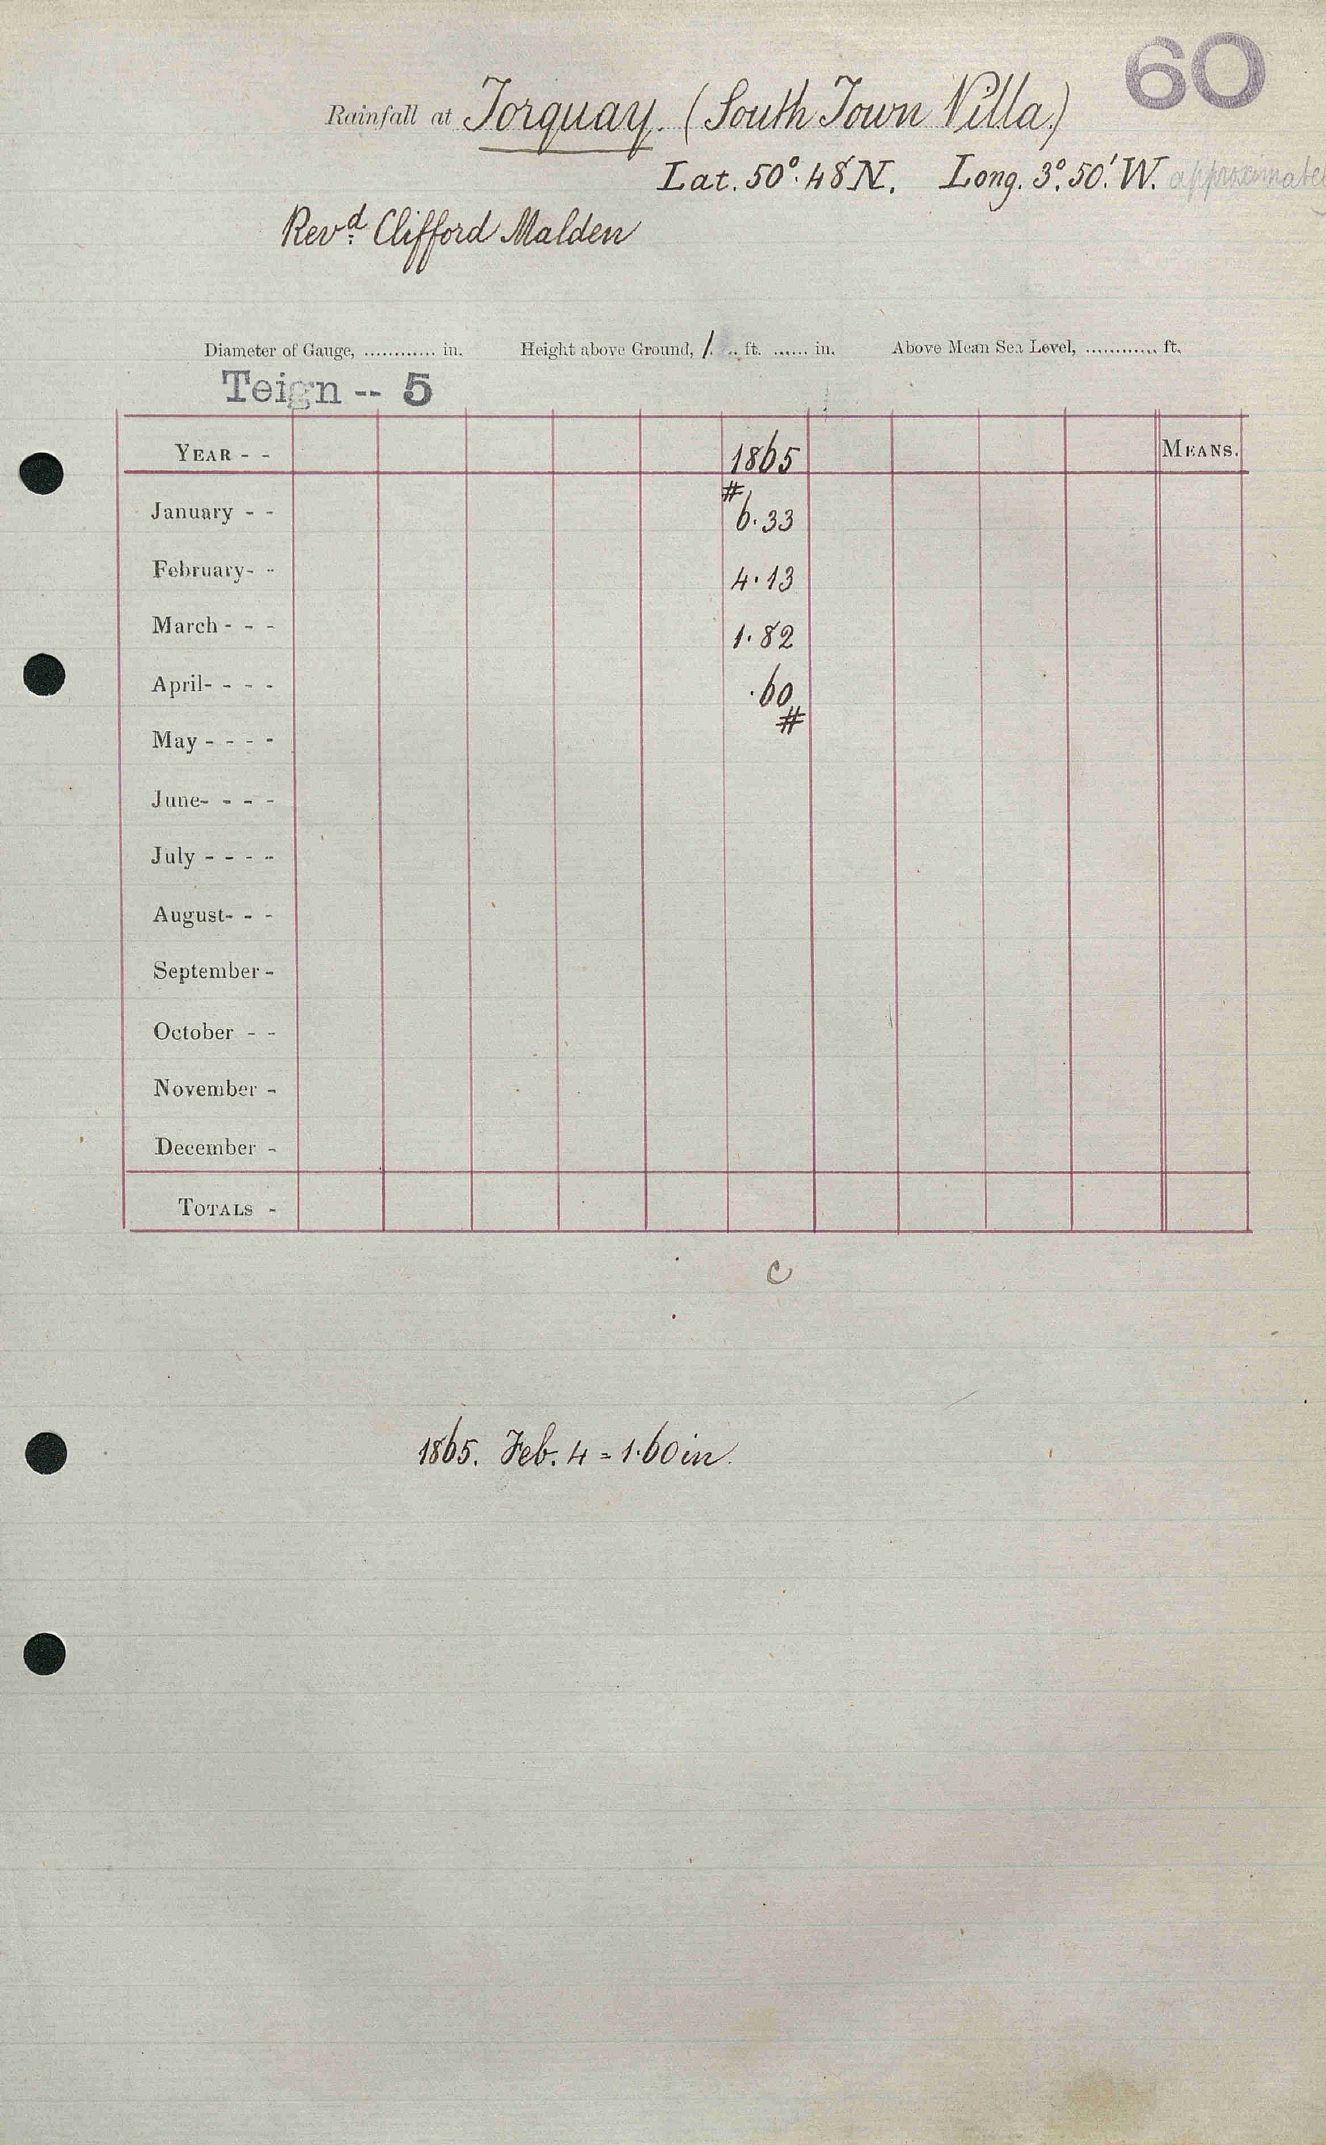 60
Rainfall at Torquay. (South Town Villa.)
Lat. 50°. 48' N. Long. 3°. 50.' W. approximately
Revd. Clifford Malden
Diameter of Gauge, ............ in. Height above Ground, 1. .. ft. ...... in. Above Mean Sea Level, ............ ft.
Teign -- 5
YEAR - - 1865 MEANS.
#
January - - 6.33
February- - 4.13
March - - - 1.82
April- - - - .60
#
May - - - -
June- - - -
July - - - -
August- - -
September -
October - -
November -
December -
TOTALS -
C
1865. Feb. 4 = 1.60 in.